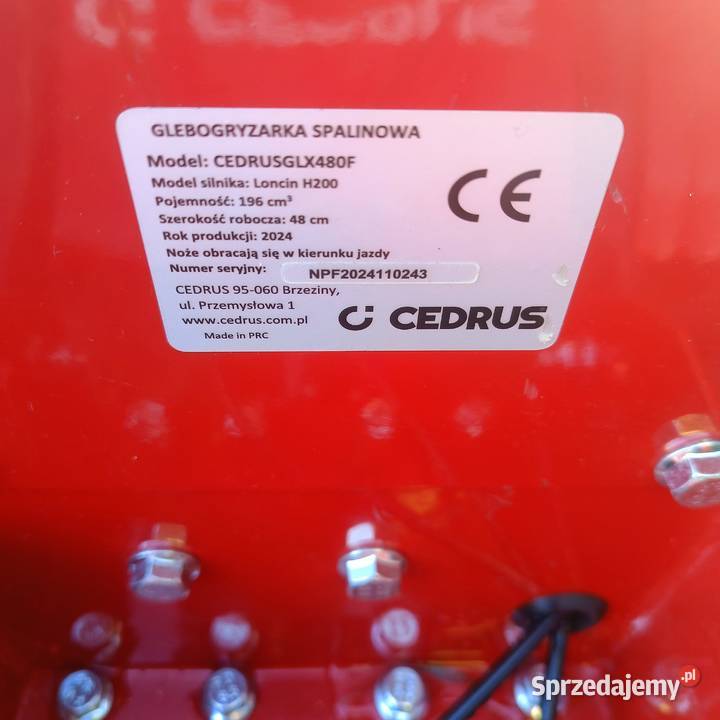 GLEBOGRYZARKA SPALINOWA
Model: CEDRUSGLX480F
Model silnika: Loncin H200
Pojemność: 196 cm³
Szerokość robocza: 48 cm
Rok produkcji: 2024
Noże obracają się w kierunku jazdy
Numer seryjny: NPF2024110243
CEDRUS 95-060 Brzeziny,
ul. Przemysłowa 1
www.cedrus.com.pl
Made in PRC
CE
CEDRUS
Sprzedajemy.pl